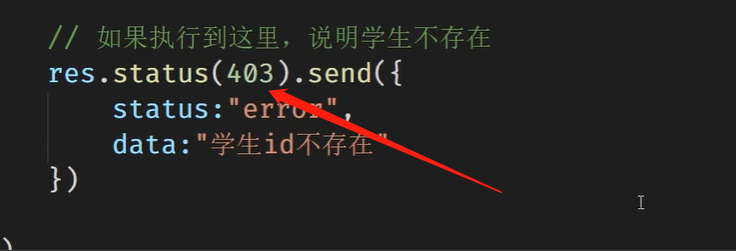 // 如果执行到这里，说明学生不存在
res.status(403).send({
status:"error",
data:"学生id不存在"
})
)